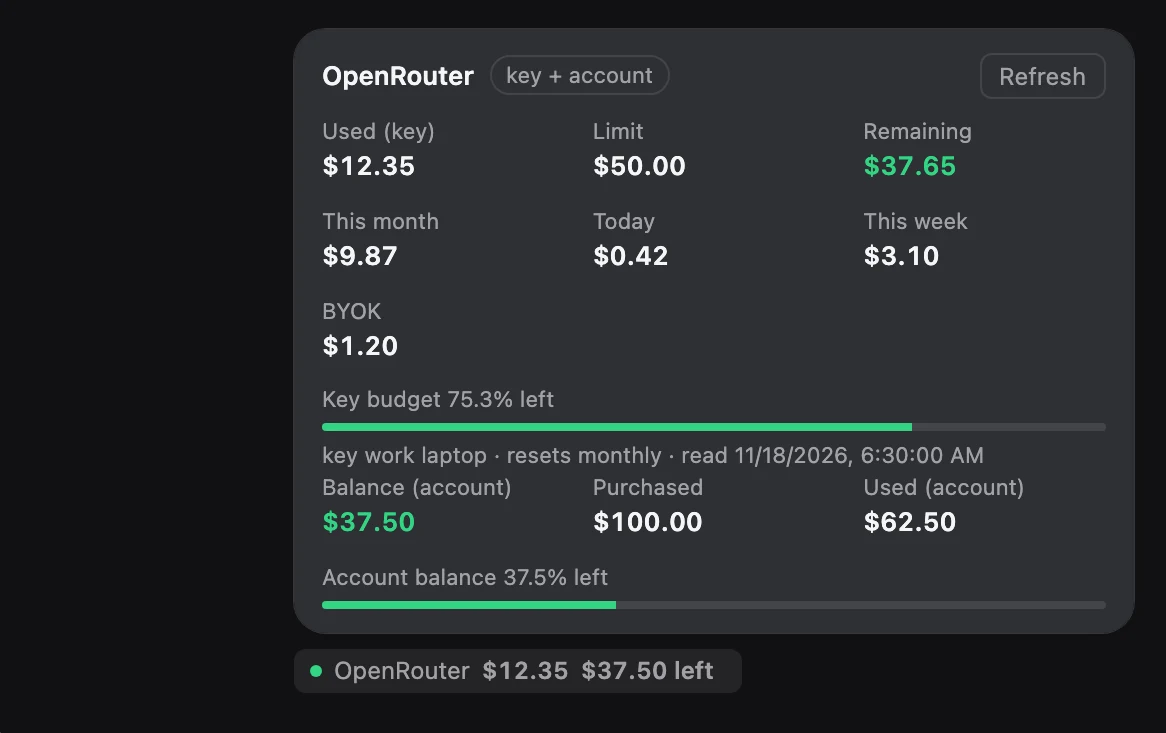 OpenRouter key + account Refresh
Used (key) Limit Remaining
$12.35 $50.00 $37.65
This month Today This week
$9.87 $0.42 $3.10
BYOK
$1.20
Key budget 75.3% left
key work laptop · resets monthly · read 11/18/2026, 6:30:00 AM
Balance (account) Purchased Used (account)
$37.50 $100.00 $62.50
Account balance 37.5% left
OpenRouter $12.35 $37.50 left